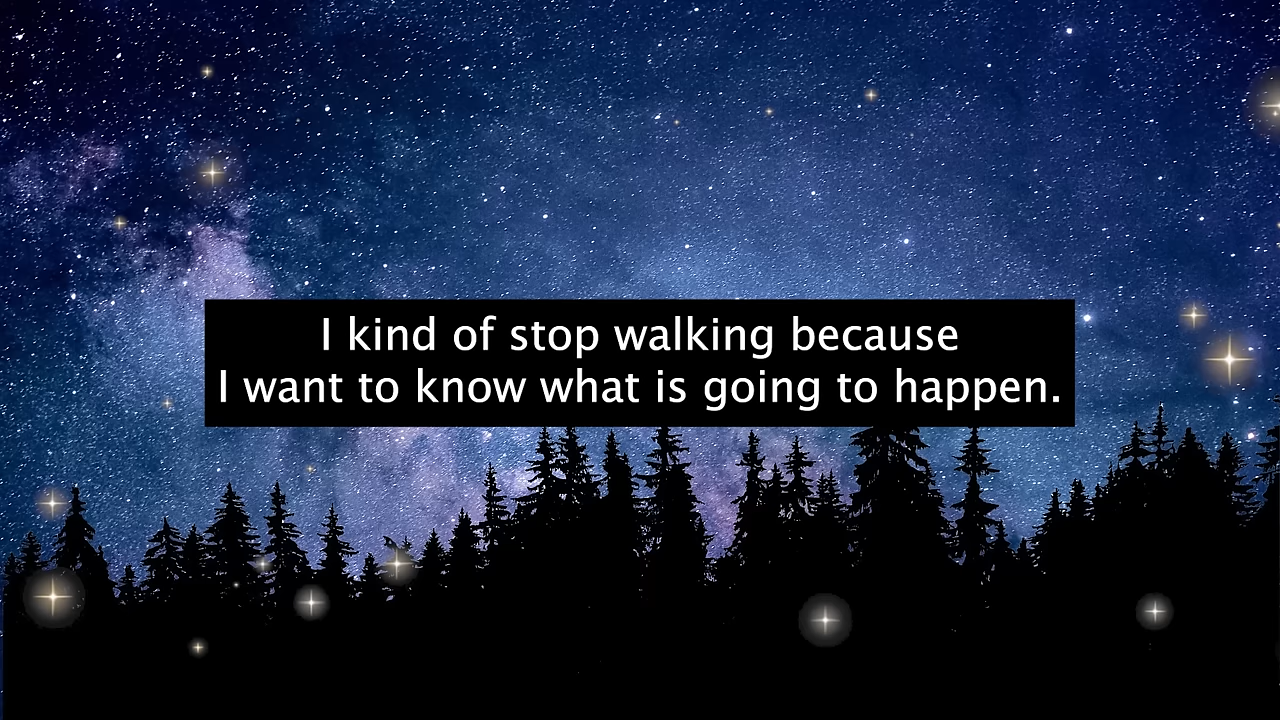 I kind of stop walking because
I want to know what is going to happen.